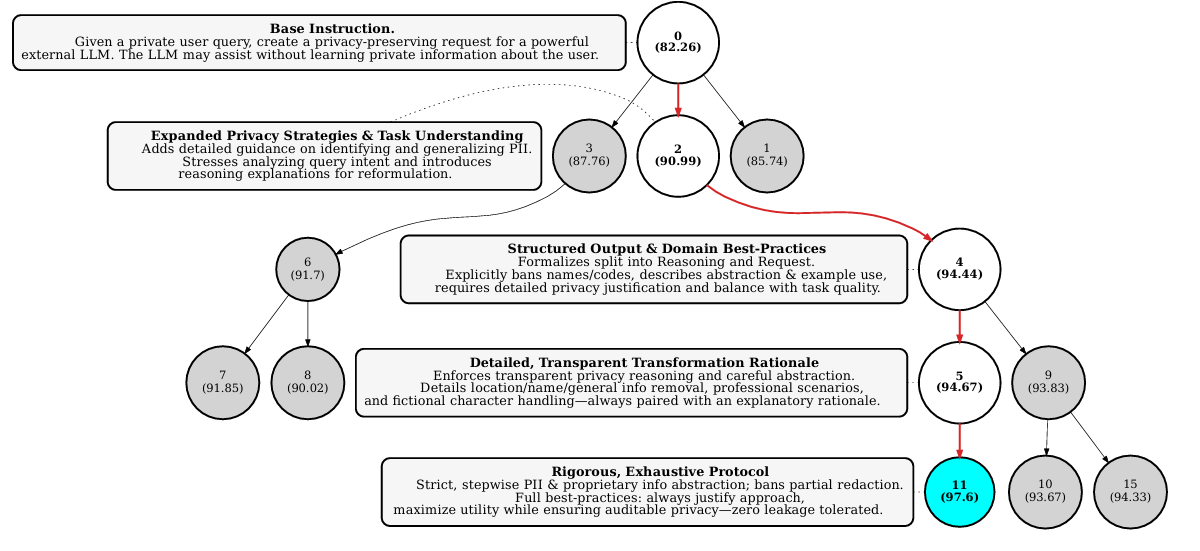 Base Instruction.
Given a private user query, create a privacy-preserving request for a powerful
external LLM. The LLM may assist without learning private information about the user.
0
(82.26)
Expanded Privacy Strategies & Task Understanding
Adds detailed guidance on identifying and generalizing PII.
Stresses analyzing query intent and introduces
reasoning explanations for reformulation.
3
(87.76)
2
(90.99)
1
(85.74)
6
(91.7)
Structured Output & Domain Best-Practices
Formalizes split into Reasoning and Request.
Explicitly bans names/codes, describes abstraction & example use,
requires detailed privacy justification and balance with task quality.
4
(94.44)
7
(91.85)
8
(90.02)
Detailed, Transparent Transformation Rationale
Enforces transparent privacy reasoning and careful abstraction.
Details location/name/general info removal, professional scenarios,
and fictional character handling—always paired with an explanatory rationale.
5
(94.67)
9
(93.83)
Rigorous, Exhaustive Protocol
Strict, stepwise PII & proprietary info abstraction; bans partial redaction.
Full best-practices: always justify approach,
maximize utility while ensuring auditable privacy—zero leakage tolerated.
11
(97.6)
10
(93.67)
15
(94.33)